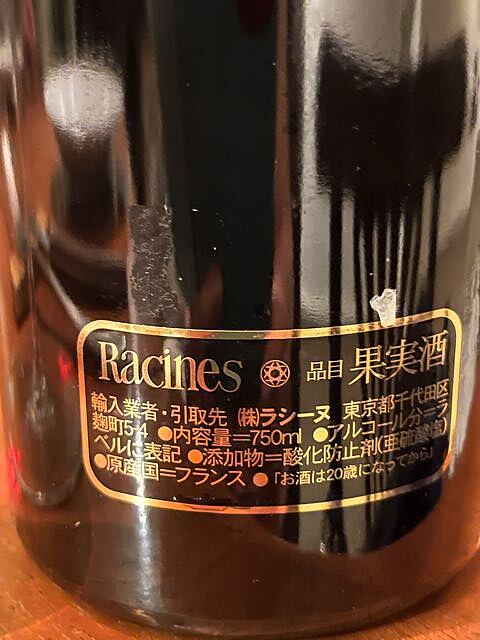 Racines 品目 果実酒
輸入業者・引取先 (株)ラシーヌ 東京都千代田区
麹町5-4 ●内容量=750ml ●アルコール分=ラ
ベルに表記 ●添加物=酸化防止剤(亜硫酸塩)
●原産国=フランス ●「お酒は20歳になってから」